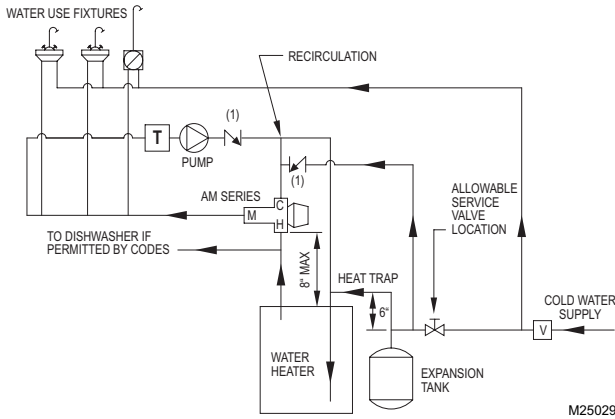 WATER USE FIXTURES
RECIRCULATION
(1)
T
PUMP
(1)
AM SERIES
C
M
H
ALLOWABLE
SERVICE
VALVE
LOCATION
TO DISHWASHER IF
PERMITTED BY CODES
8" MAX
HEAT TRAP
6"
COLD WATER
SUPPLY
V
WATER
HEATER
EXPANSION
TANK
M25029